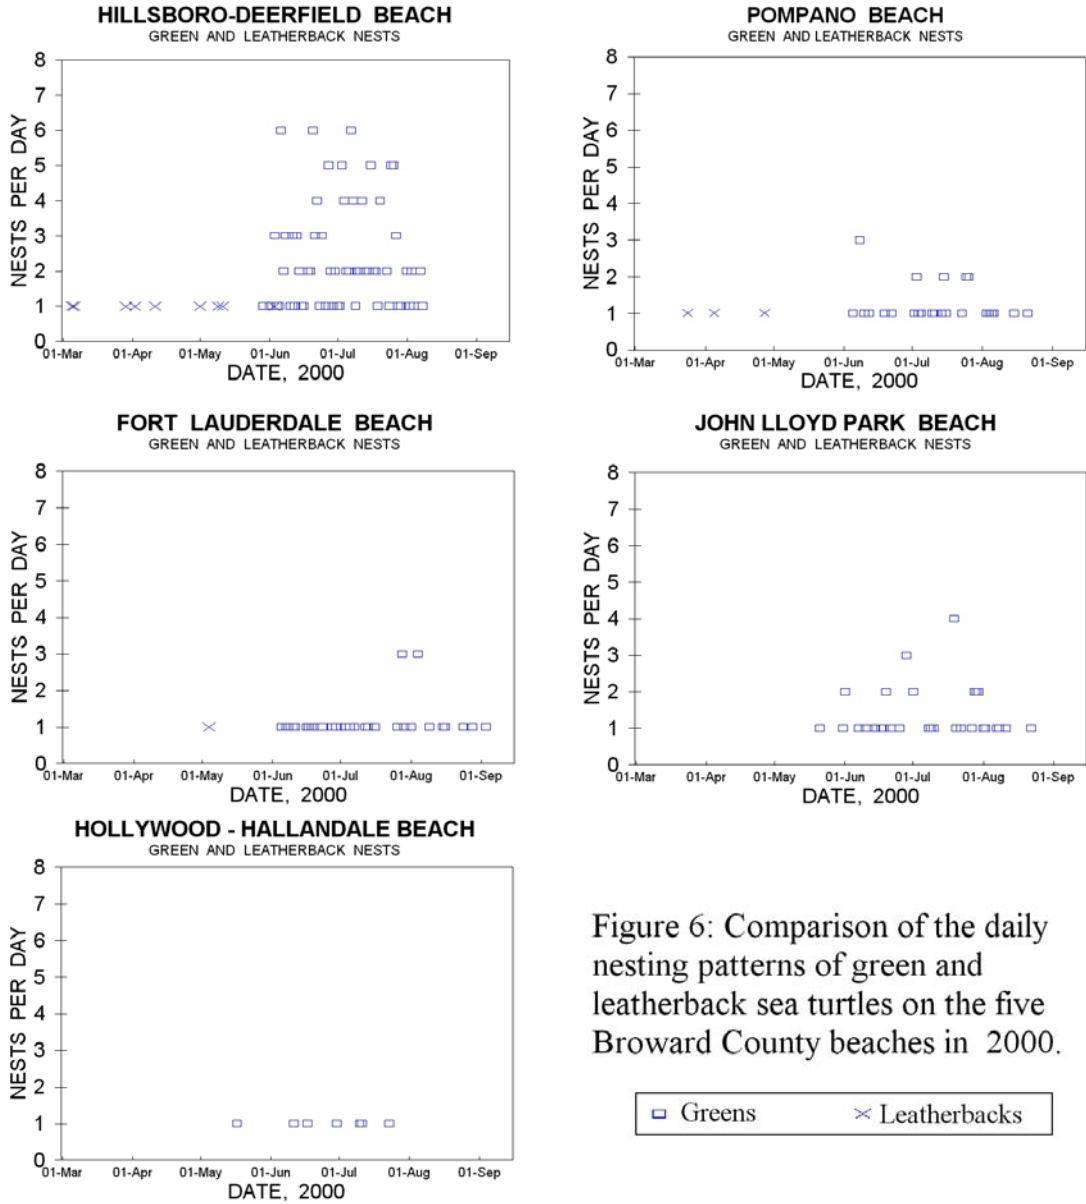 HILLSBORO-DEERFIELD BEACH
GREEN AND LEATHERBACK NESTS
8
7
6
5
4
3
2
1
0
NESTS PER DAY
01-Mar 01-Apr 01-May 01-Jun 01-Jul 01-Aug 01-Sep
DATE, 2000
POMPANO BEACH
GREEN AND LEATHERBACK NESTS
8
7
6
5
4
3
2
1
0
NESTS PER DAY
01-Mar 01-Apr 01-May 01-Jun 01-Jul 01-Aug 01-Sep
DATE, 2000
FORT LAUDERDALE BEACH
GREEN AND LEATHERBACK NESTS
8
7
6
5
4
3
2
1
0
NESTS PER DAY
01-Mar 01-Apr 01-May 01-Jun 01-Jul 01-Aug 01-Sep
DATE, 2000
JOHN LLOYD PARK BEACH
GREEN AND LEATHERBACK NESTS
8
7
6
5
4
3
2
1
0
NESTS PER DAY
01-Mar 01-Apr 01-May 01-Jun 01-Jul 01-Aug 01-Sep
DATE, 2000
HOLLYWOOD - HALLANDALE BEACH
GREEN AND LEATHERBACK NESTS
8
7
6
5
4
3
2
1
0
NESTS PER DAY
01-Mar 01-Apr 01-May 01-Jun 01-Jul 01-Aug 01-Sep
DATE, 2000
Figure 6: Comparison of the daily
nesting patterns of green and
leatherback sea turtles on the five
Broward County beaches in 2000.
Greens Leatherbacks